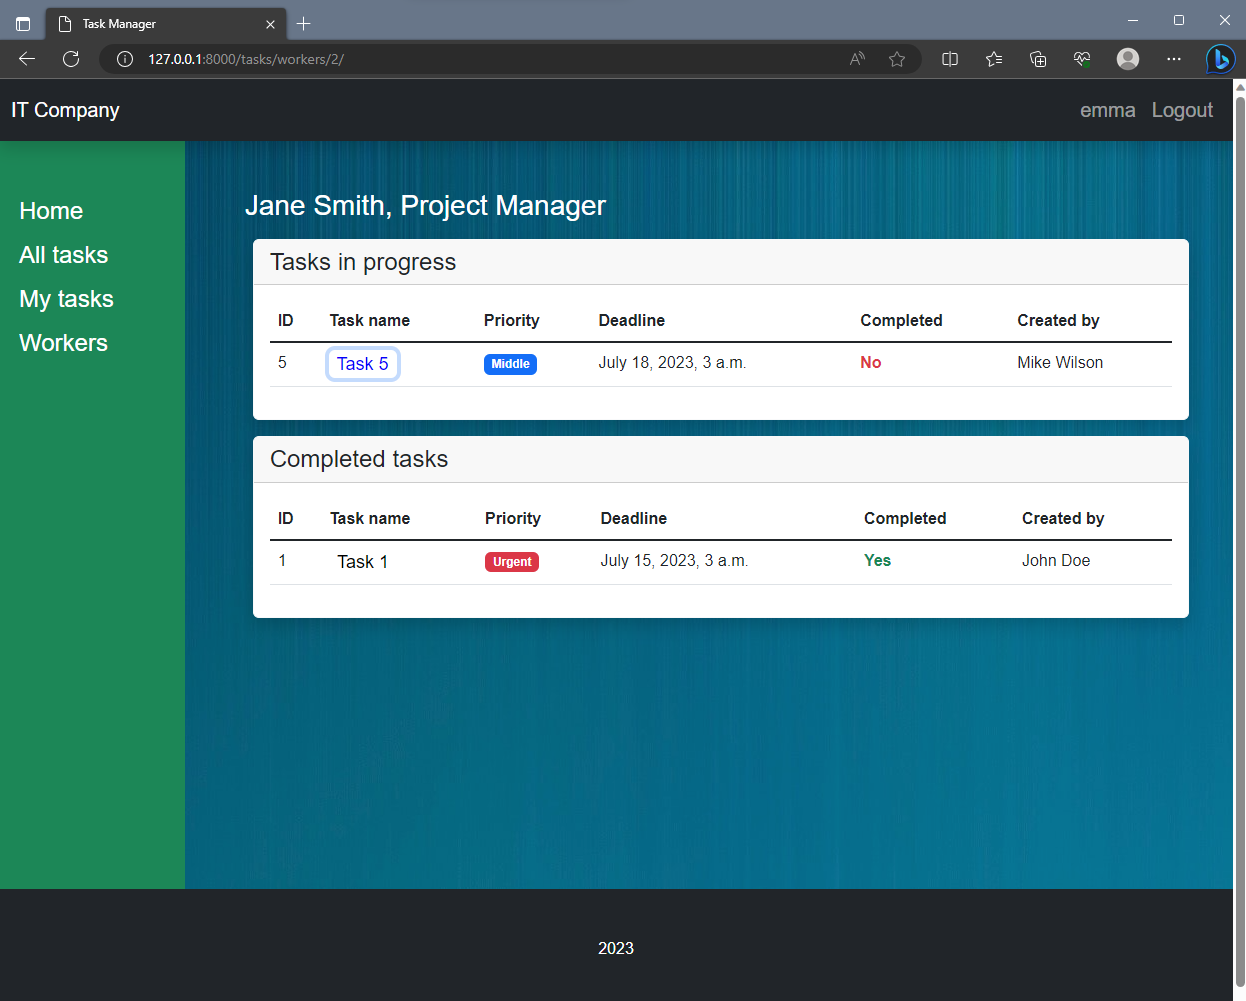 Task Manager
127.0.0.1:8000/tasks/workers/2/
IT Company
emma Logout
Home
All tasks
My tasks
Workers
Jane Smith, Project Manager
Tasks in progress
ID Task name Priority Deadline Completed Created by
5 Task 5 Middle July 18, 2023, 3 a.m. No Mike Wilson
Completed tasks
ID Task name Priority Deadline Completed Created by
1 Task 1 Urgent July 15, 2023, 3 a.m. Yes John Doe
2023